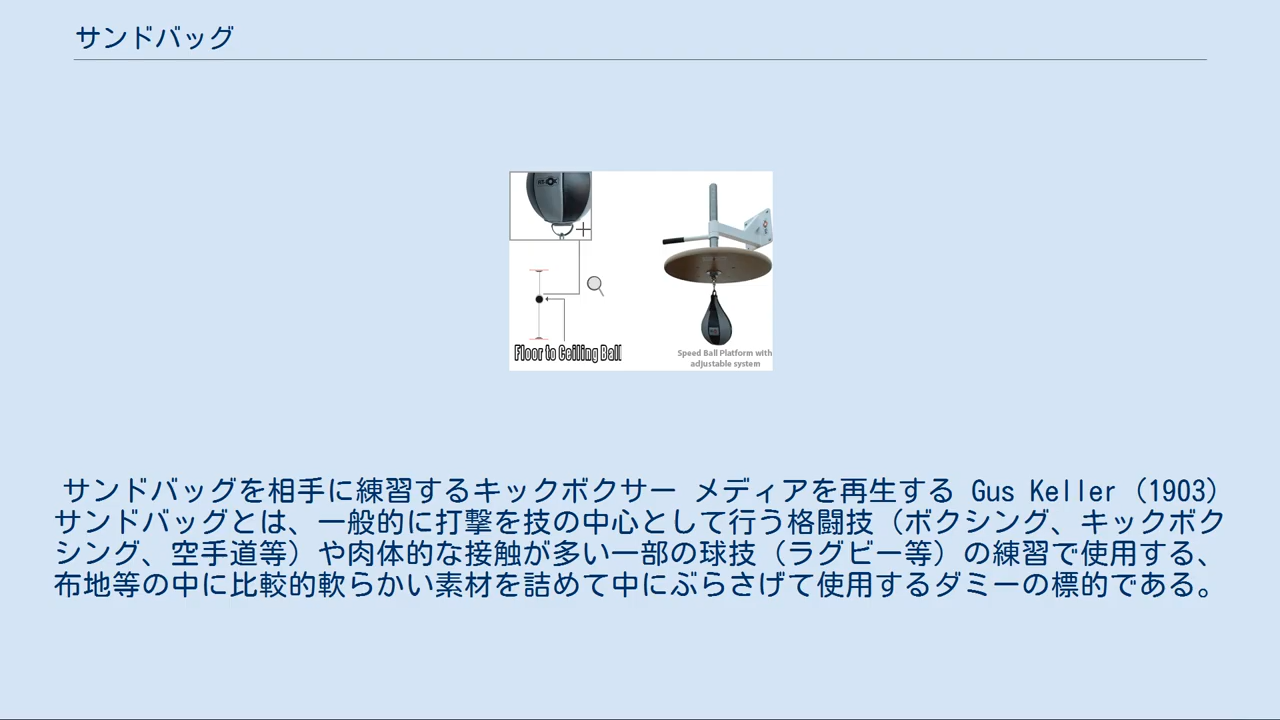 サンドバッグ
Floor to Ceiling Ball
Speed Ball Platform with
adjustable system
サンドバッグを相手に練習するキックボクサー メディアを再生する Gus Keller (1903)
サンドバッグとは、一般的に打撃を技の中心として行う格闘技（ボクシング、キックボク
シング、空手道等）や肉体的な接触が多い一部の球技（ラグビー等）の練習で使用する、
布地等の中に比較的軟らかい素材を詰めて中にぶらさげて使用するダミーの標的である。